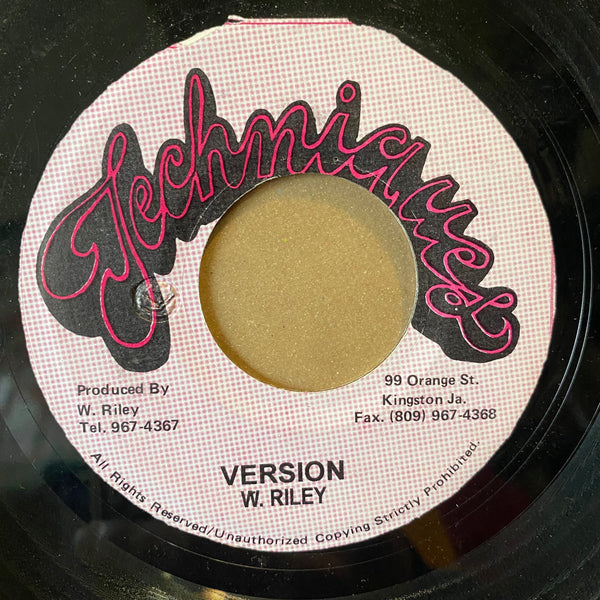 Techniques
Produced By
W. Riley
Tel. 967-4367
99 Orange St.
Kingston Ja.
Fax. (809) 967-4368
VERSION
W. RILEY
All Rights Reserved/Unauthorized Copying Strictly Prohibited.